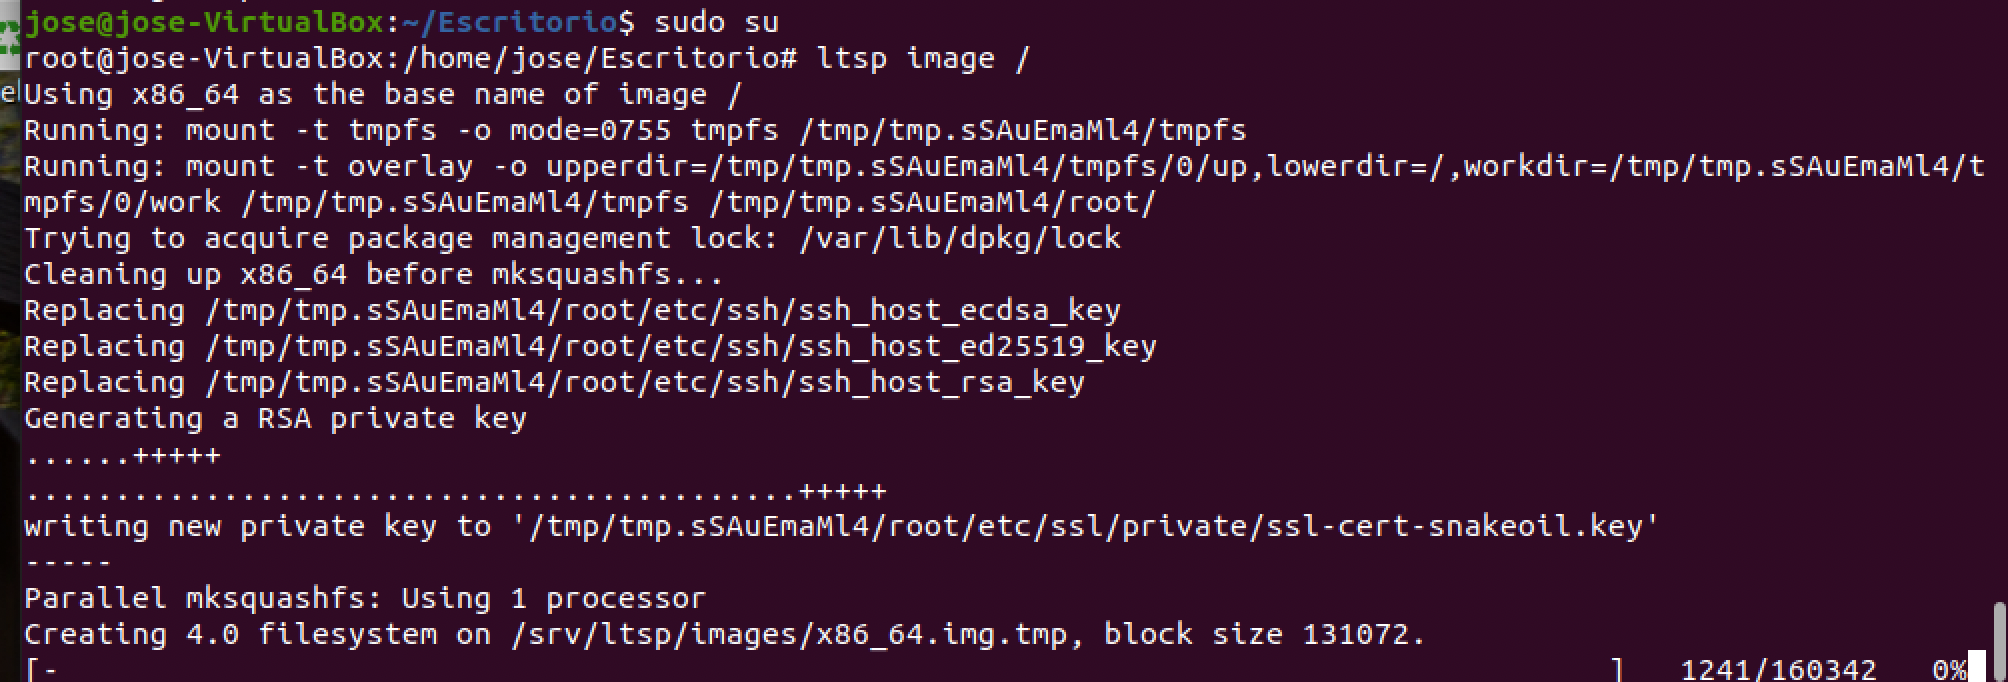 jose@jose-VirtualBox:~/Escritorio$ sudo su
root@jose-VirtualBox:/home/jose/Escritorio# ltsp image /
Using x86_64 as the base name of image /
Running: mount -t tmpfs -o mode=0755 tmpfs /tmp/tmp.sSAuEmaMl4/tmpfs
Running: mount -t overlay -o upperdir=/tmp/tmp.sSAuEmaMl4/tmpfs/0/up,lowerdir=/,workdir=/tmp/tmp.sSAuEmaMl4/t
mpfs/0/work /tmp/tmp.sSAuEmaMl4/tmpfs /tmp/tmp.sSAuEmaMl4/root/
Trying to acquire package management lock: /var/lib/dpkg/lock
Cleaning up x86_64 before mksquashfs...
Replacing /tmp/tmp.sSAuEmaMl4/root/etc/ssh/ssh_host_ecdsa_key
Replacing /tmp/tmp.sSAuEmaMl4/root/etc/ssh/ssh_host_ed25519_key
Replacing /tmp/tmp.sSAuEmaMl4/root/etc/ssh/ssh_host_rsa_key
Generating a RSA private key
......+++++
...........................................+++++
writing new private key to '/tmp/tmp.sSAuEmaMl4/root/etc/ssl/private/ssl-cert-snakeoil.key'
-----
Parallel mksquashfs: Using 1 processor
Creating 4.0 filesystem on /srv/ltsp/images/x86_64.img.tmp, block size 131072.
[-                                                                                      ]   1241/160342   0%